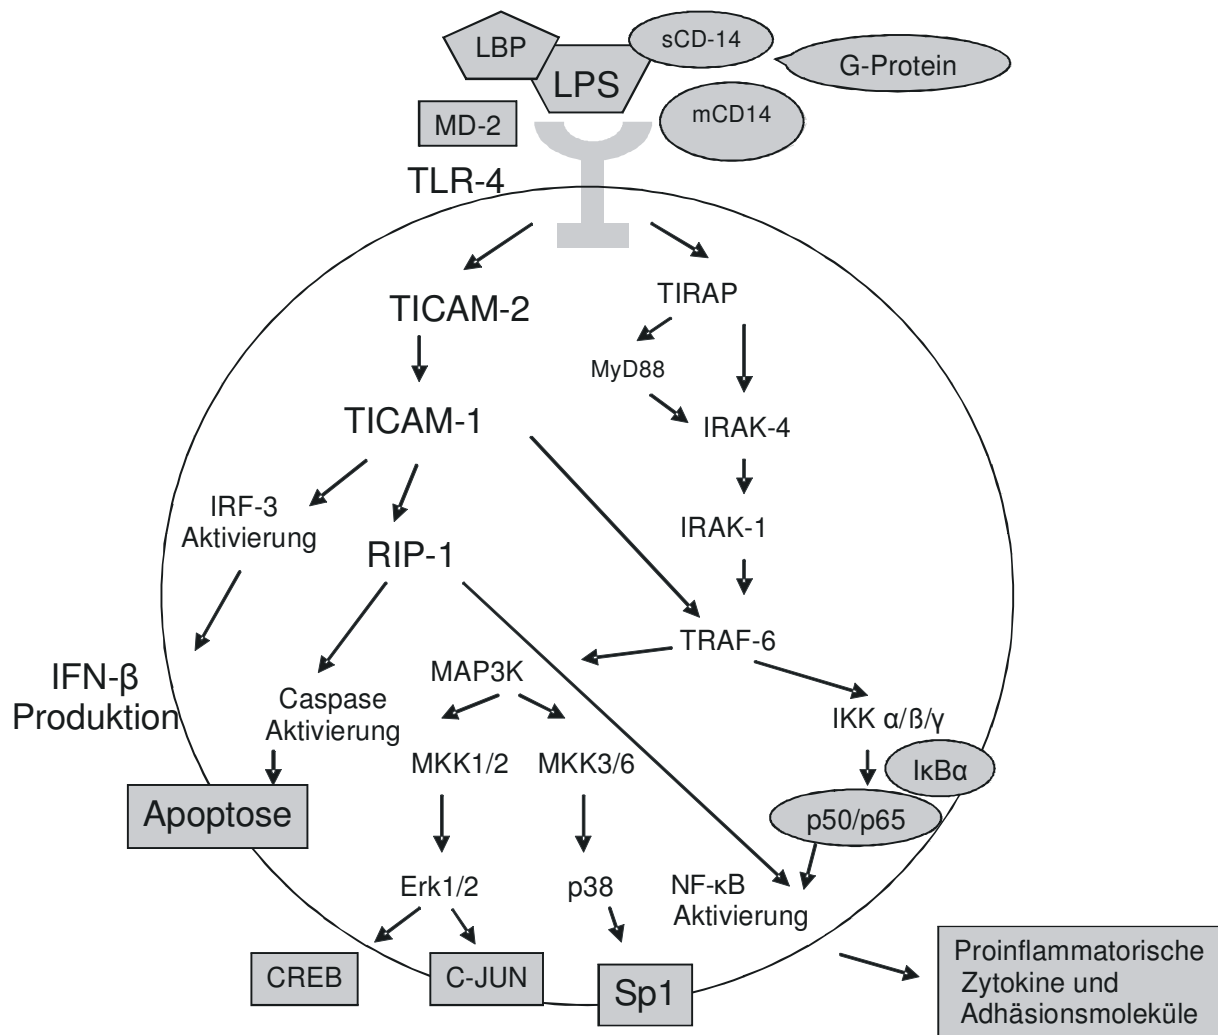 LBP
LPS
sCD-14
G-Protein
MD-2
mCD14
TLR-4
TICAM-2
TIRAP
MyD88
TICAM-1
IRAK-4
IRF-3
Aktivierung
RIP-1
IRAK-1
TRAF-6
IFN-β
Produktion
MAP3K
Caspase
Aktivierung
IKK α/ß/γ
MKK1/2
MKK3/6
IκBα
Apoptose
p50/p65
Erk1/2
p38
NF-κB
Aktivierung
CREB
C-JUN
Sp1
Proinflammatorische
Zytokine und
Adhäsionsmoleküle